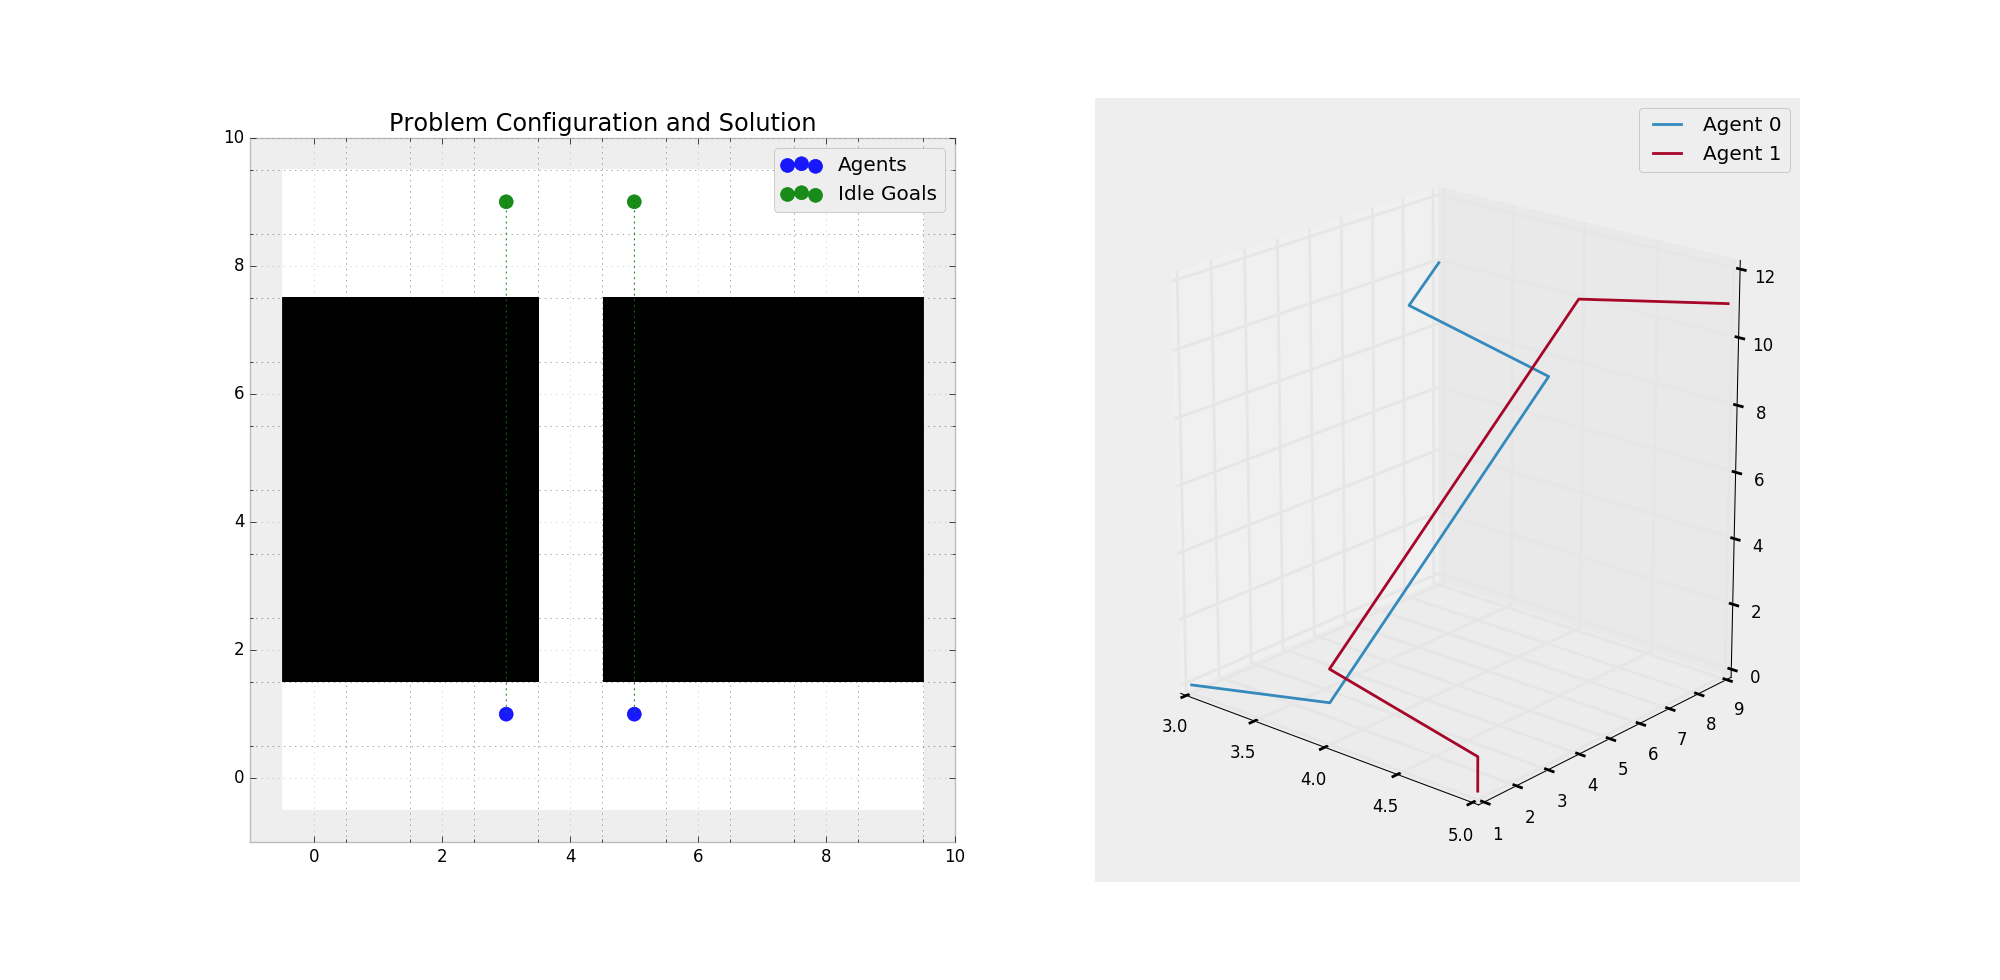 Problem Configuration and Solution
10
8
6
4
2
0
0 2 4 6 8 10
Agents
Idle Goals
Agent 0
Agent 1
12
10
8
6
4
2
0
3.0 3.5 4.0 4.5 5.0
1 2 3 4 5 6 7 8 9